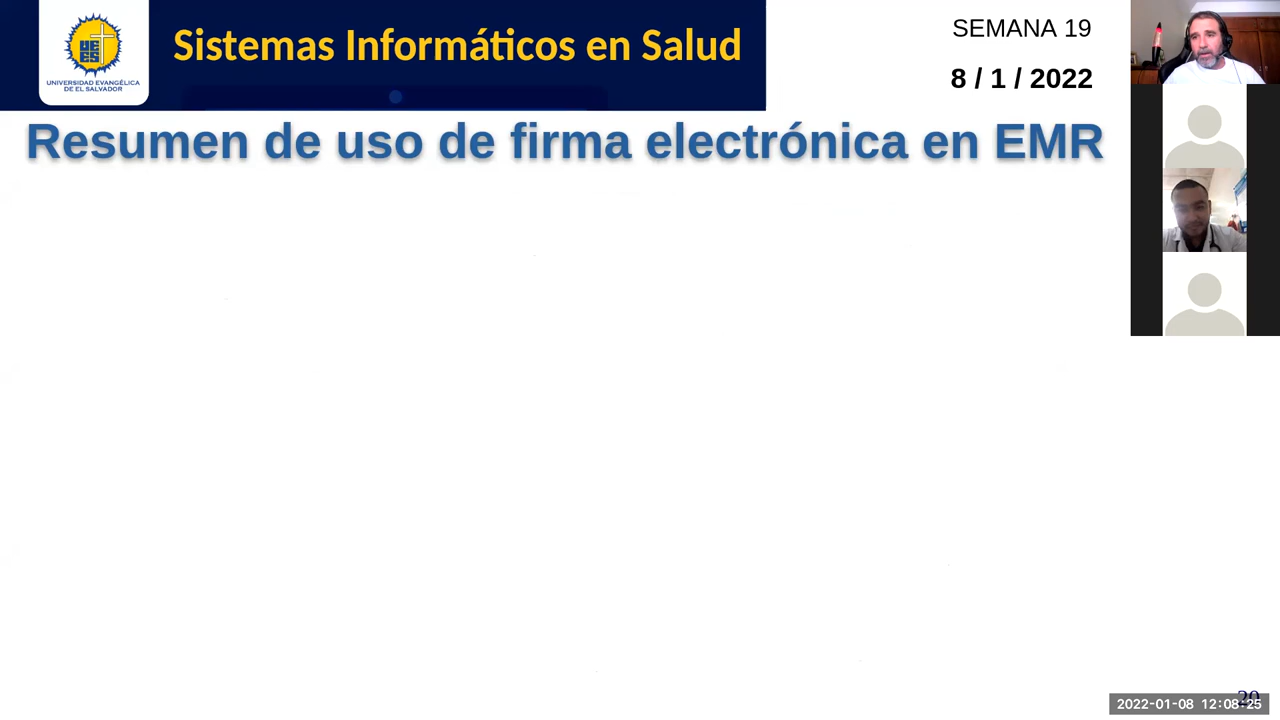 UNIVERSIDAD EVANGÉLICA
DE EL SALVADOR
Sistemas Informáticos en Salud
SEMANA 19
8 / 1 / 2022
Resumen de uso de firma electrónica en EMR
20
2022-01-08 12:08:25